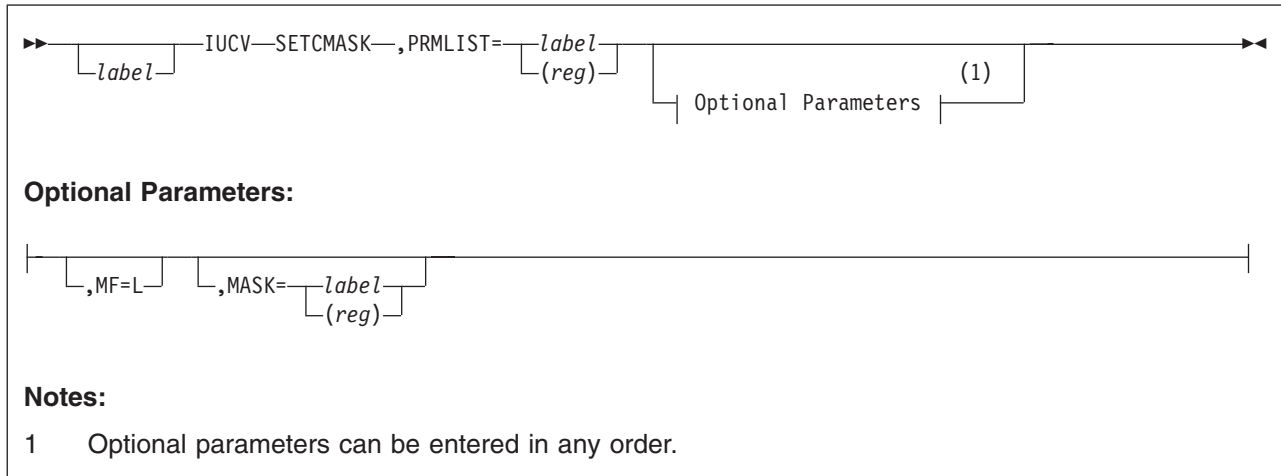 IUCV SETCMASK ,PRMLIST= label
label (reg) (1)
Optional Parameters
Optional Parameters:
,MF=L ,MASK= label
(reg)
Notes:
1 Optional parameters can be entered in any order.